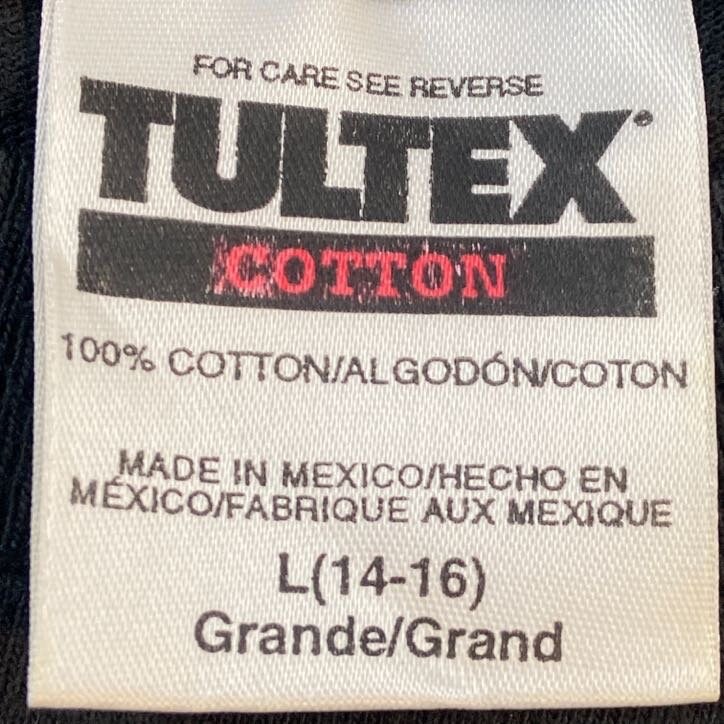 FOR CARE SEE REVERSE
TULTEX®
COTTON
100% COTTON/ALGODÓN/COTON
MADE IN MEXICO/HECHO EN
MÉXICO/FABRIQUE AUX MEXIQUE
L(14-16)
Grande/Grand